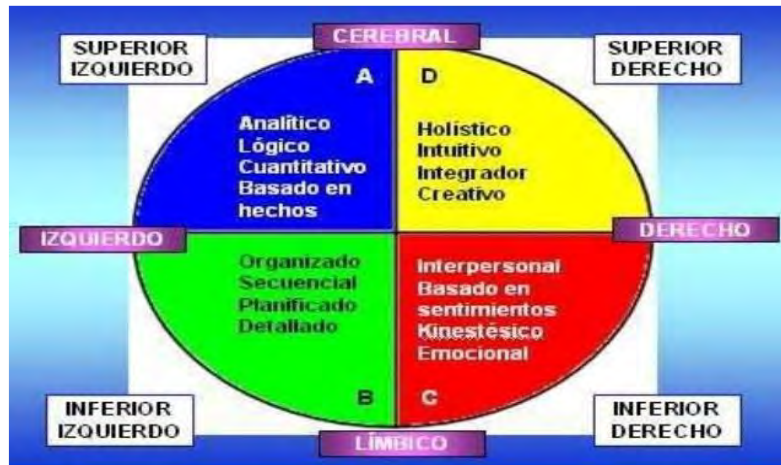 CEREBRAL
SUPERIOR
IZQUIERDO
SUPERIOR
DERECHO
A
Analítico
Lógico
Cuantitativo
Basado en
hechos
D
Holístico
Intuitivo
Integrador
Creativo
IZQUIERDO
DERECHO
Organizado
Secuencial
Planificado
Detallado
B
Interpersonal
Basado en
sentimientos
Kinestésico
Emocional
C
INFERIOR
IZQUIERDO
INFERIOR
DERECHO
LÍMBICO